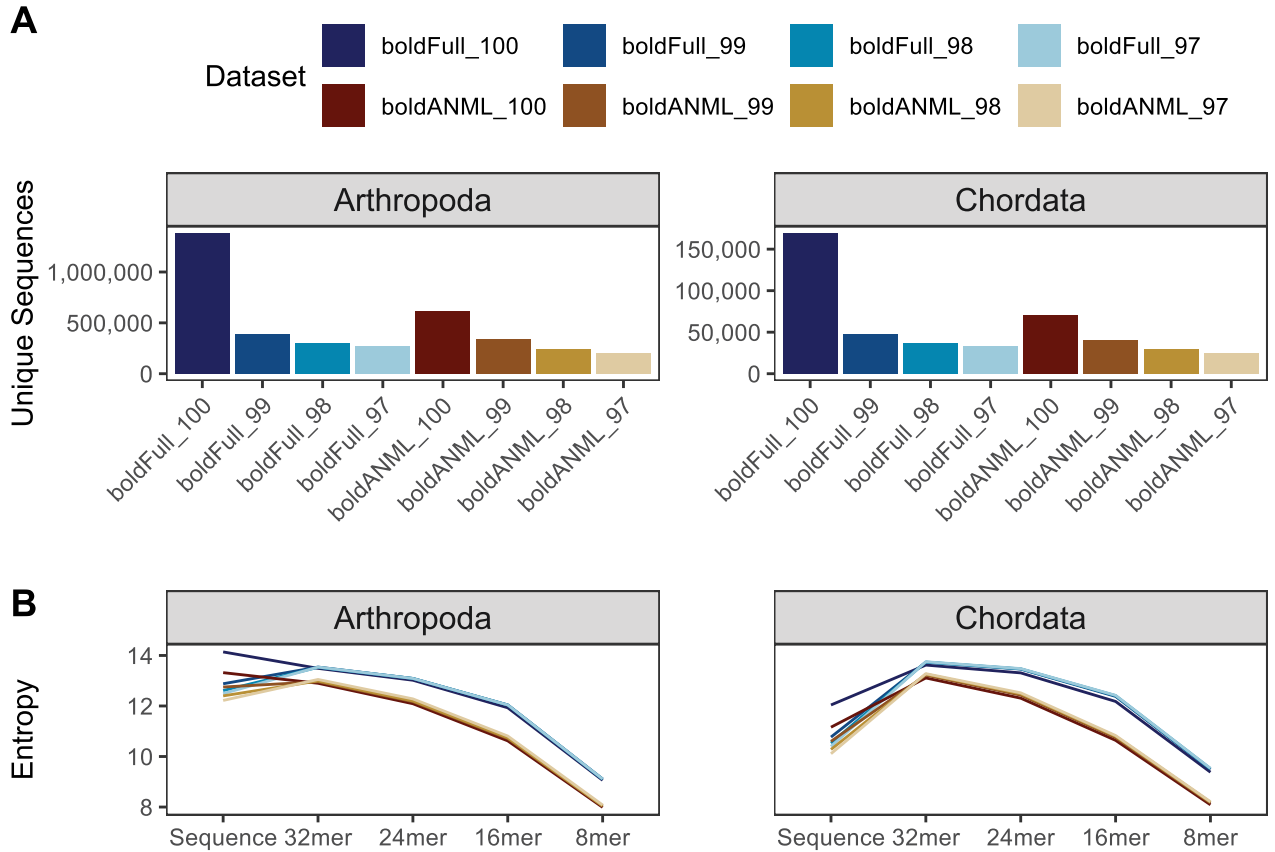 A
Dataset
boldFull_100 boldFull_99 boldFull_98 boldFull_97
boldANML_100 boldANML_99 boldANML_98 boldANML_97
Unique Sequences
Arthropoda
1,000,000
500,000
0
boldFull_100
boldFull_99
boldFull_98
boldFull_97
boldANML_100
boldANML_99
boldANML_98
boldANML_97
Chordata
150,000
100,000
50,000
0
boldFull_100
boldFull_99
boldFull_98
boldFull_97
boldANML_100
boldANML_99
boldANML_98
boldANML_97
B
Entropy
Arthropoda
14
12
10
8
Sequence 32mer 24mer 16mer 8mer
Chordata
Sequence 32mer 24mer 16mer 8mer